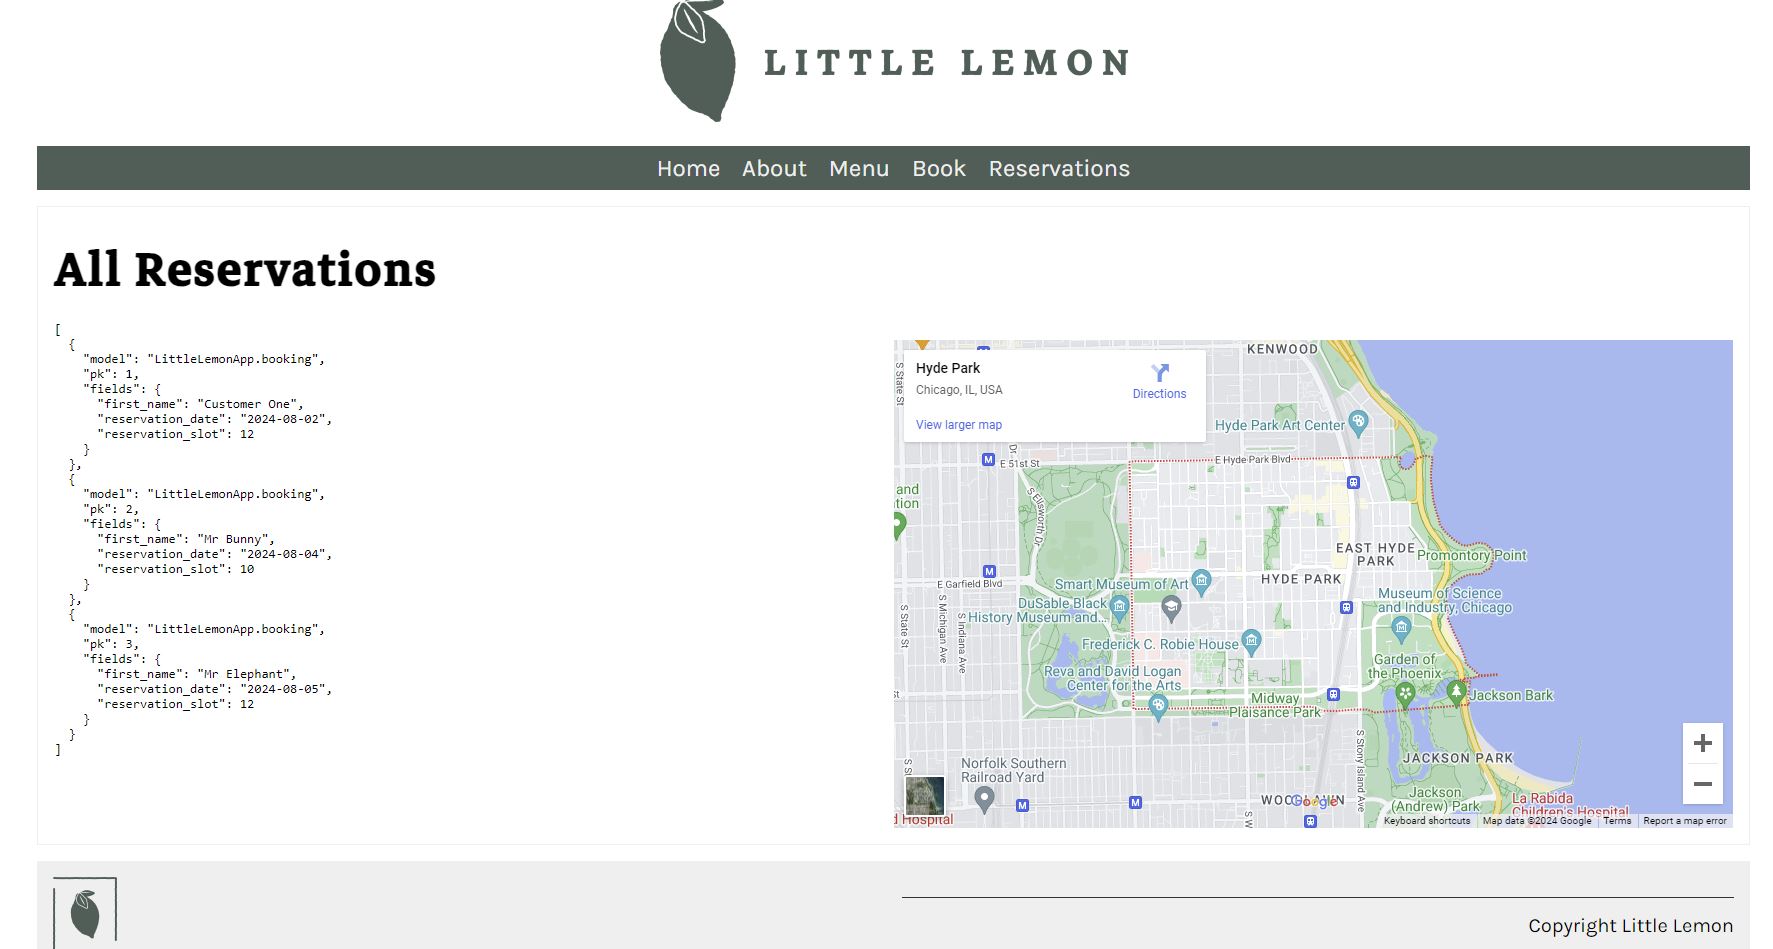 LITTLE LEMON
Home About Menu Book Reservations
All Reservations
[
{
"model": "LittleLemonApp.booking",
"pk": 1,
"fields": {
"first_name": "Customer One",
"reservation_date": "2024-08-02",
"reservation_slot": 12
}
},
{
"model": "LittleLemonApp.booking",
"pk": 2,
"fields": {
"first_name": "Mr Bunny",
"reservation_date": "2024-08-04",
"reservation_slot": 10
}
},
{
"model": "LittleLemonApp.booking",
"pk": 3,
"fields": {
"first_name": "Mr Elephant",
"reservation_date": "2024-08-05",
"reservation_slot": 12
}
}
]
Hyde Park
Chicago, IL, USA
Directions
View larger map
KENWOOD
S State St
Hyde Park Art Center
E 51st St
E Hyde Park Blvd
S Ellsworth Dr
EAST HYDE
PARK
Promontory Point
HYDE PARK
E Garfield Blvd
Smart Museum of Art
DuSable Black
History Museum and...
Museum of Science
and Industry, Chicago
S State St
S Michigan Ave
S Indiana Ave
Frederick C. Robie House
Garden of
the Phoenix
Reva and David Logan
Center for the Arts
Midway
Plaisance Park
Jackson Bark
S Stony Island Ave
JACKSON PARK
Norfolk Southern
Railroad Yard
Google
Jackson
(Andrew) Park
La Rabida
Children's Hospital
Hospital
Keyboard shortcuts
Map data ©2024 Google
Terms
Report a map error
Copyright Little Lemon